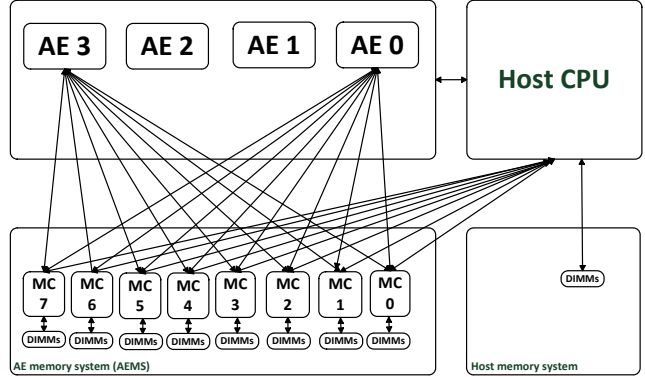 AE 3
AE 2
AE 1
AE 0
Host CPU
MC
7
MC
6
MC
5
MC
4
MC
3
MC
2
MC
1
MC
0
DIMMs
DIMMs
DIMMs
DIMMs
DIMMs
DIMMs
DIMMs
DIMMs
DIMMs
AE memory system (AEMS)
Host memory system